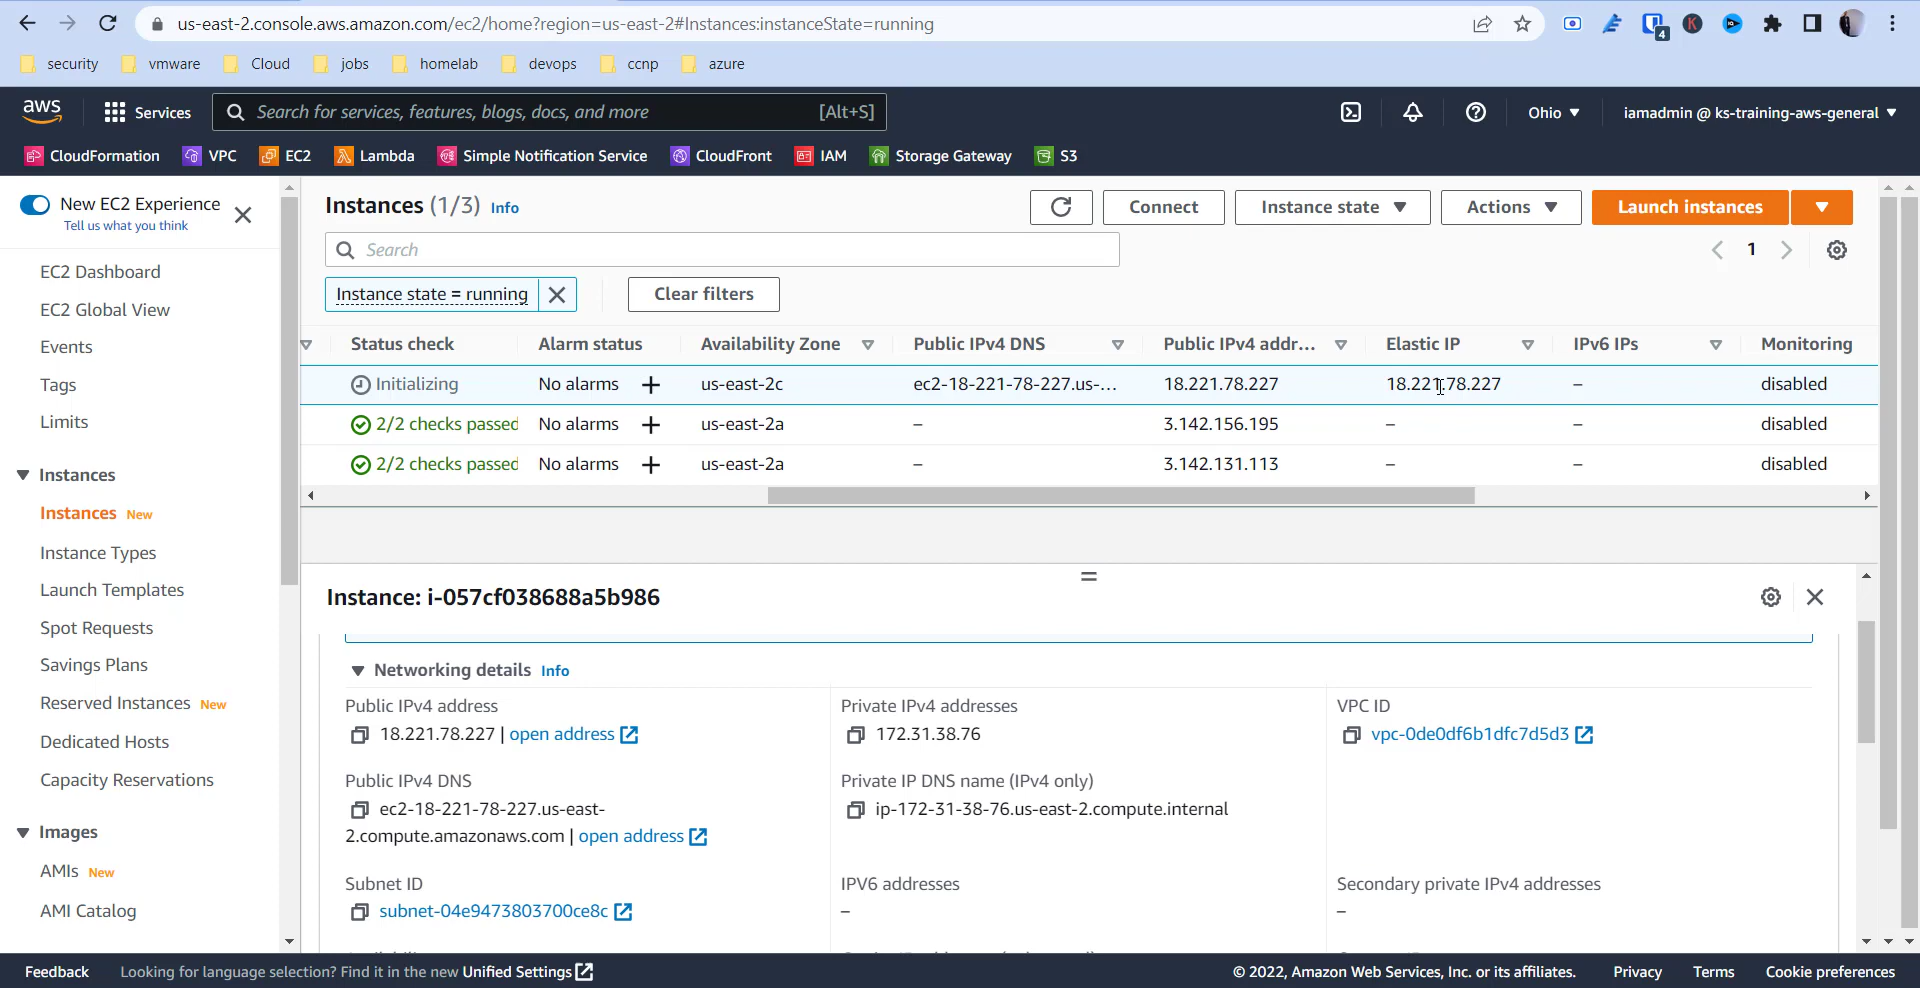 us-east-2.console.aws.amazon.com/ec2/home?region=us-east-2#Instances:instanceState=running
4
K
security vmware Cloud jobs homelab devops ccnp azure
aws Services Search for services, features, blogs, docs, and more [Alt+S] Ohio iamadmin @ ks-training-aws-general
CloudFormation VPC EC2 Lambda Simple Notification Service CloudFront IAM Storage Gateway S3
New EC2 Experience
Tell us what you think
EC2 Dashboard
EC2 Global View
Events
Tags
Limits
Instances
Instances New
Instance Types
Launch Templates
Spot Requests
Savings Plans
Reserved Instances New
Dedicated Hosts
Capacity Reservations
Images
AMIs New
AMI Catalog
Instances (1/3) Info Connect Instance state Actions Launch instances
Search 1
Instance state = running Clear filters
Status check Alarm status Availability Zone Public IPv4 DNS Public IPv4 addr... Elastic IP IPv6 IPs Monitoring
Initializing No alarms + us-east-2c ec2-18-221-78-227.us-... 18.221.78.227 18.221.78.227 – disabled
2/2 checks passed No alarms + us-east-2a – 3.142.156.195 – – disabled
2/2 checks passed No alarms + us-east-2a – 3.142.131.113 – – disabled
Instance: i-057cf038688a5b986
Networking details Info
Public IPv4 address Private IPv4 addresses VPC ID
18.221.78.227 | open address 172.31.38.76 vpc-0de0df6b1dfc7d5d3
Public IPv4 DNS Private IP DNS name (IPv4 only)
ec2-18-221-78-227.us-east- ip-172-31-38-76.us-east-2.compute.internal
2.compute.amazonaws.com | open address
Subnet ID IPV6 addresses Secondary private IPv4 addresses
subnet-04e9473803700ce8c – –
Feedback Looking for language selection? Find it in the new Unified Settings © 2022, Amazon Web Services, Inc. or its affiliates. Privacy Terms Cookie preferences